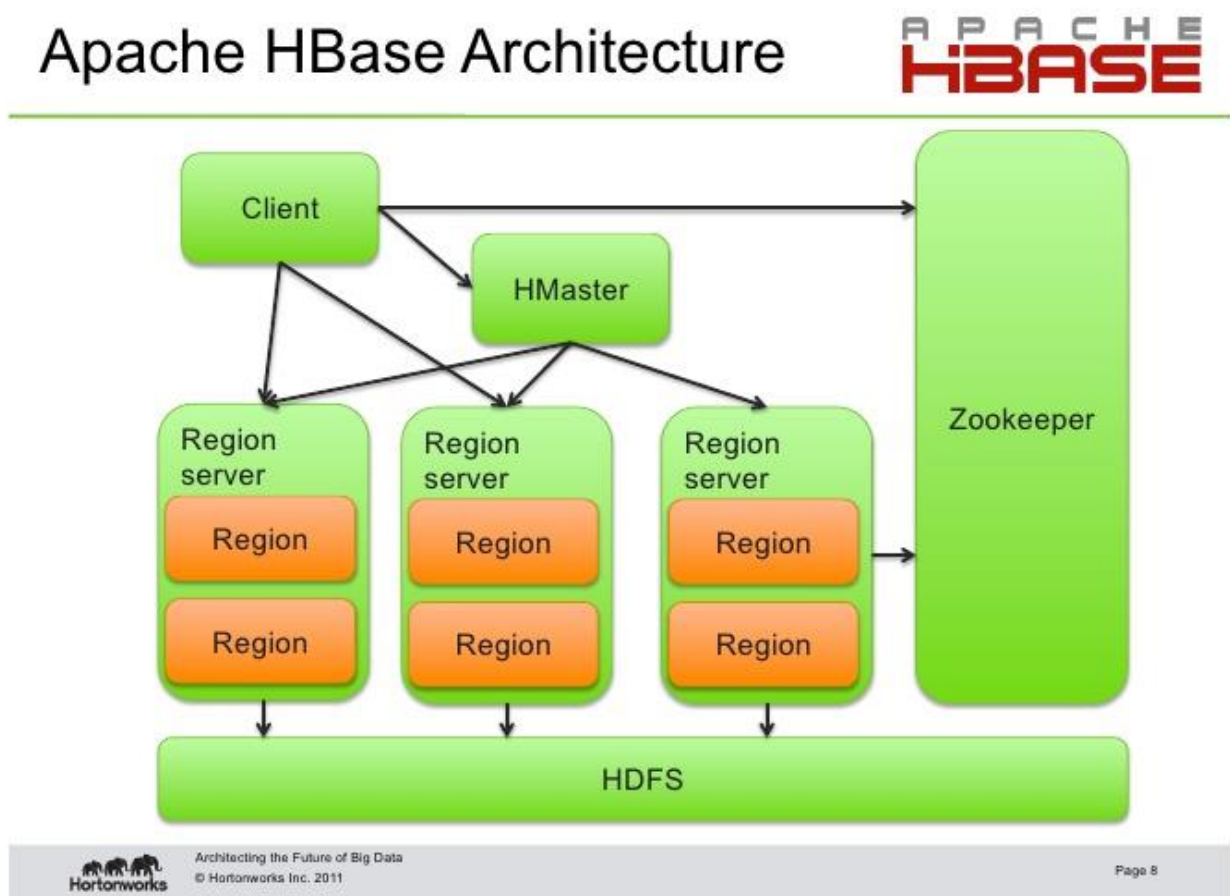 Apache HBase Architecture
APACHE
HBASE
Client
HMaster
Zookeeper
Region
server
Region
Region
Region
server
Region
Region
Region
server
Region
Region
HDFS
Hortonworks
Architecting the Future of Big Data
© Hortonworks Inc. 2011
Page 8